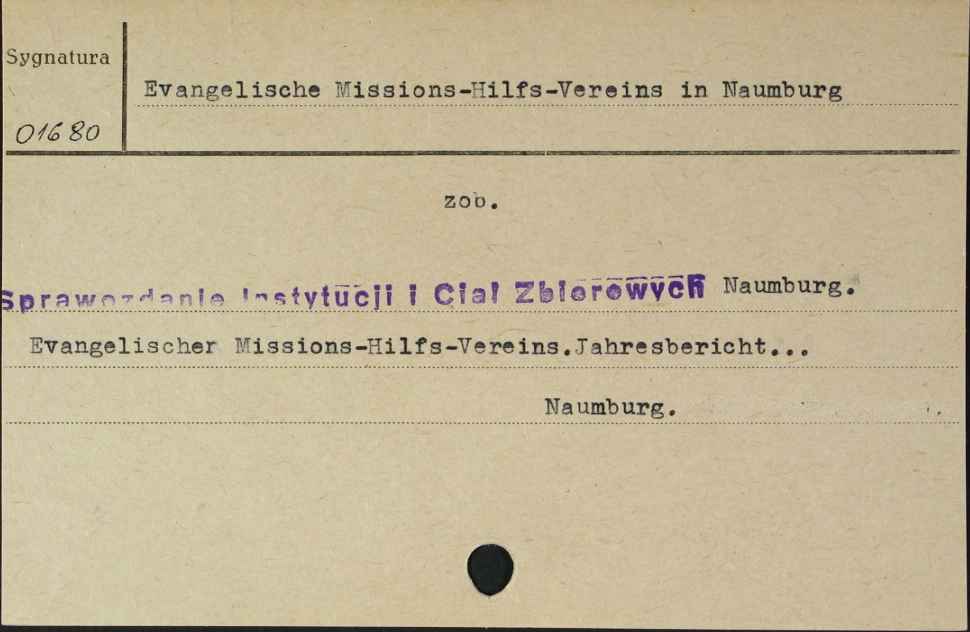 Sygnatura
Evangelische Missions-Hilfs-Vereins in Naumburg
01680
zob.
Sprawozdanie Instytucji i Ciał Zbiorowych Naumburg.
Evangelischer Missions-Hilfs-Vereins.Jahresbericht...
Naumburg.